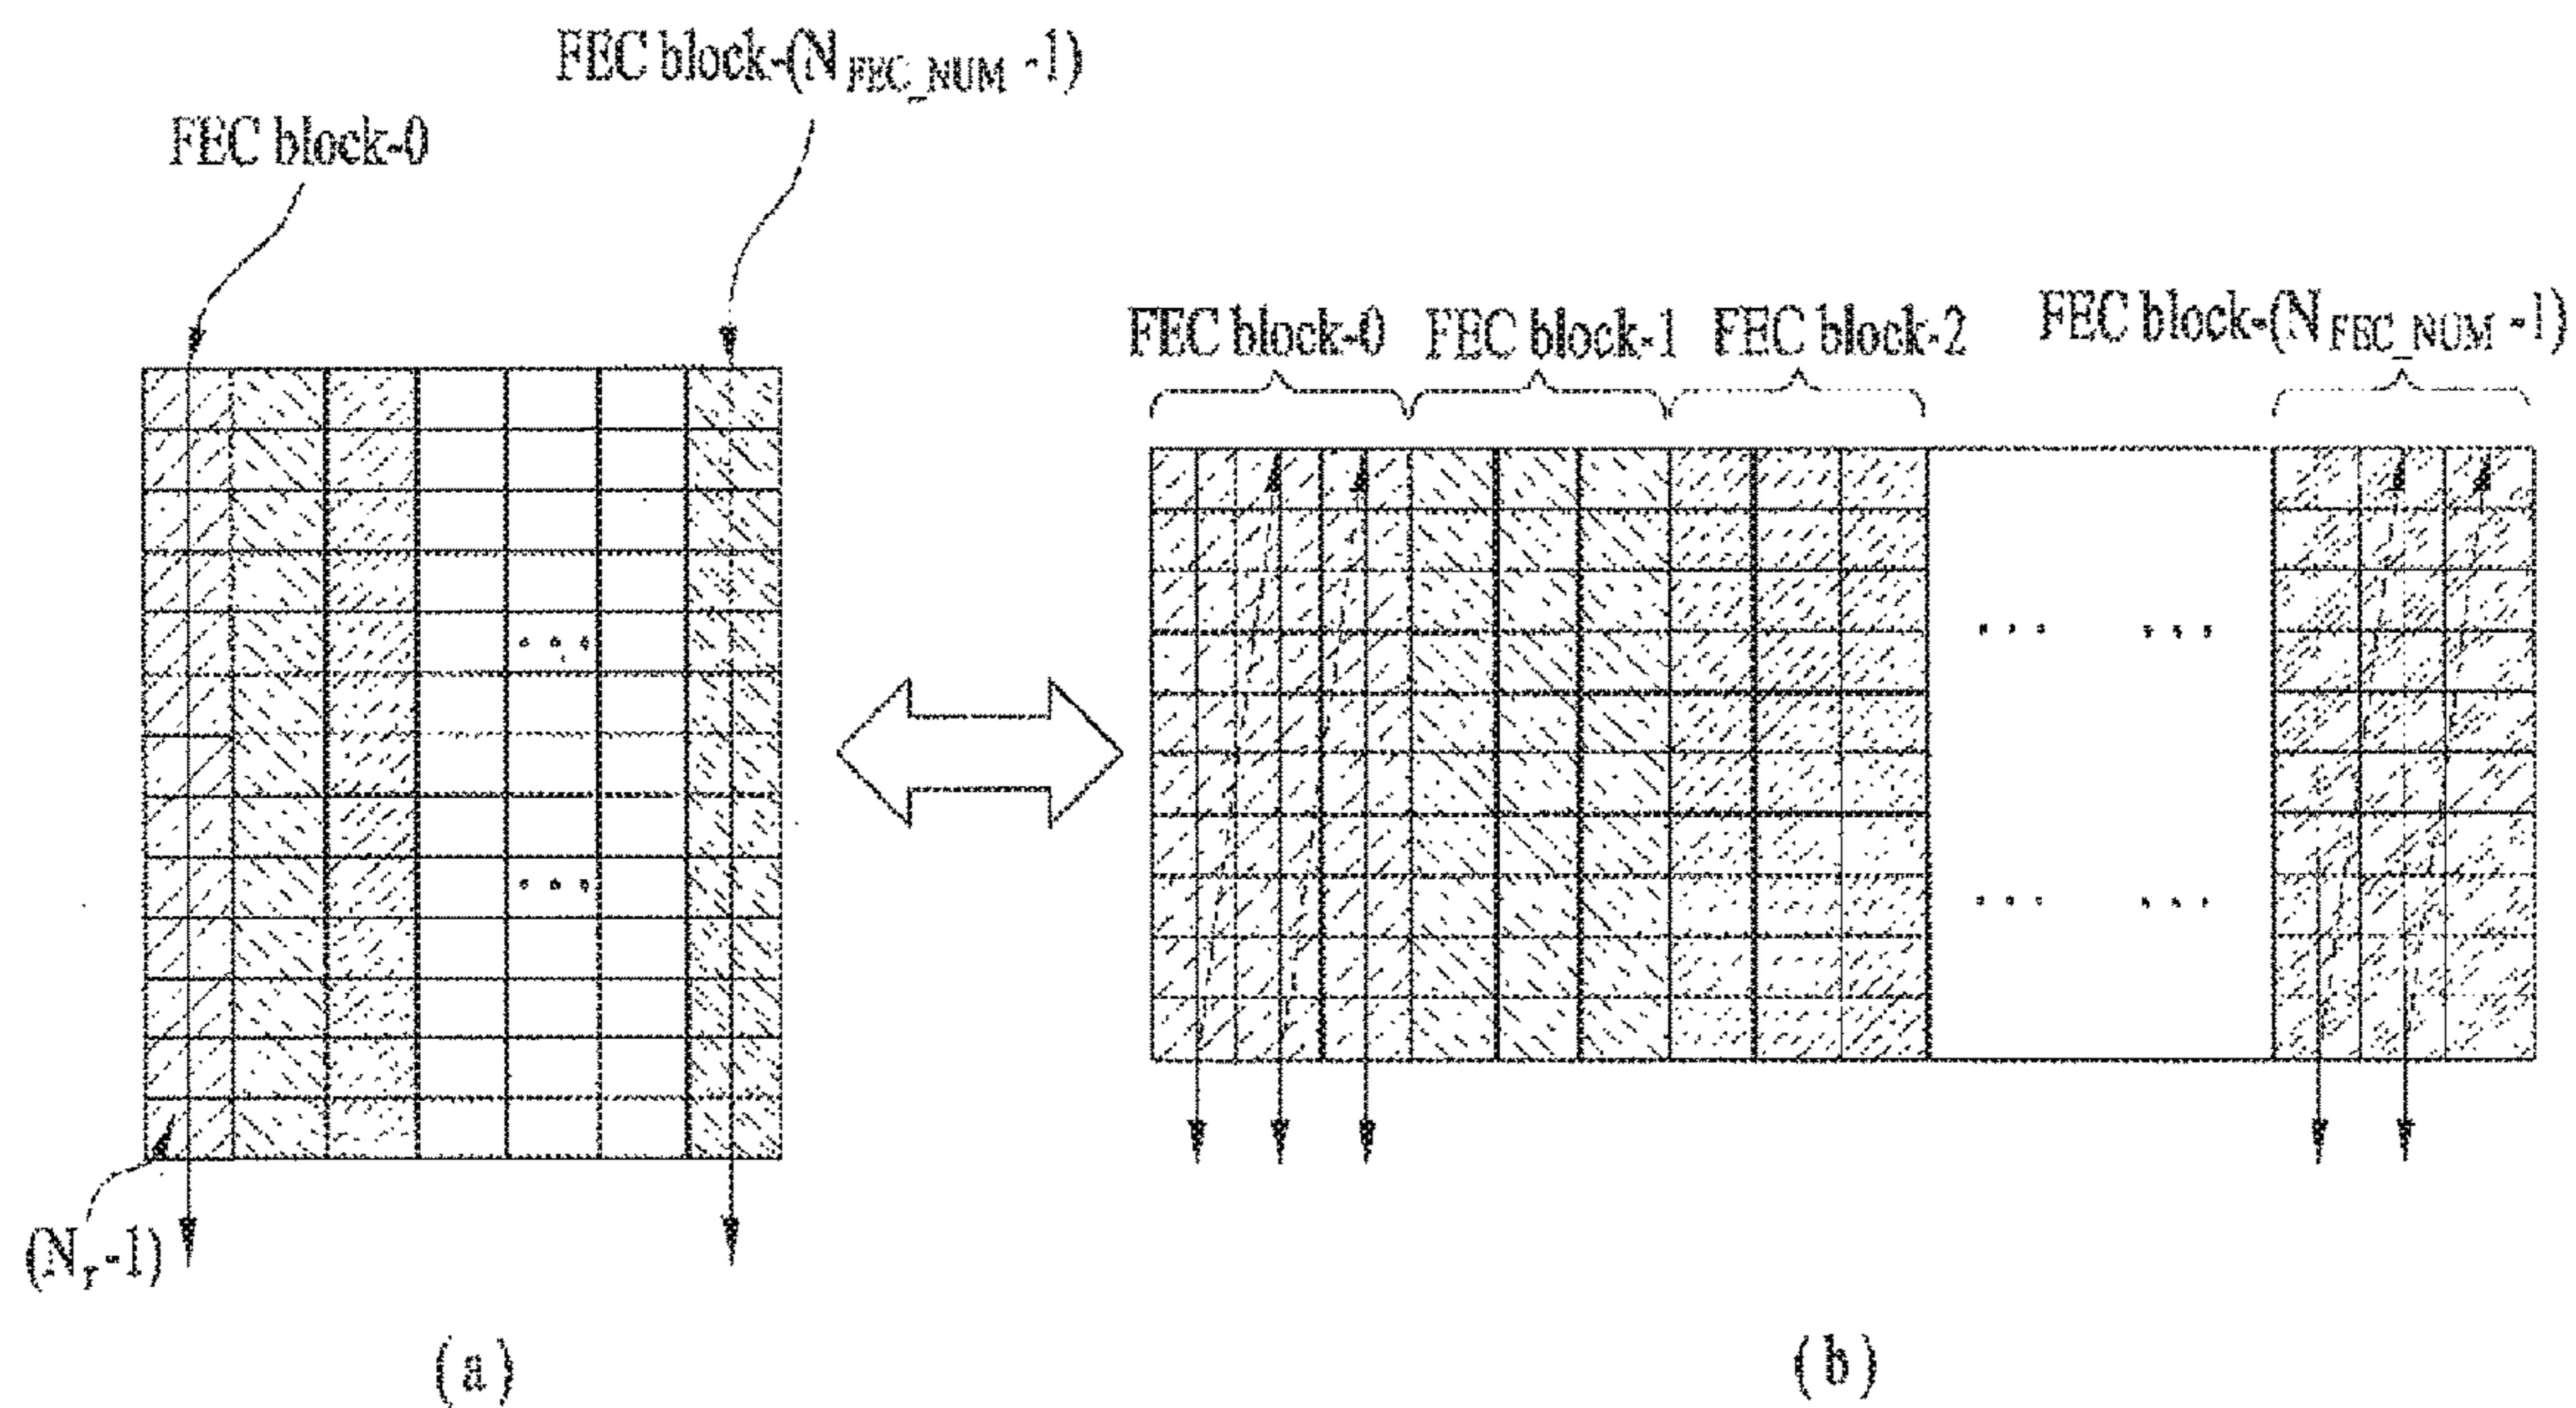 FEC block-(N FEC_NUM -1)
FEC block-0
FEC block-0 FEC block-1 FEC block-2 FEC block-(N FEC_NUM -1)
(Nr-1)
(a) (b)